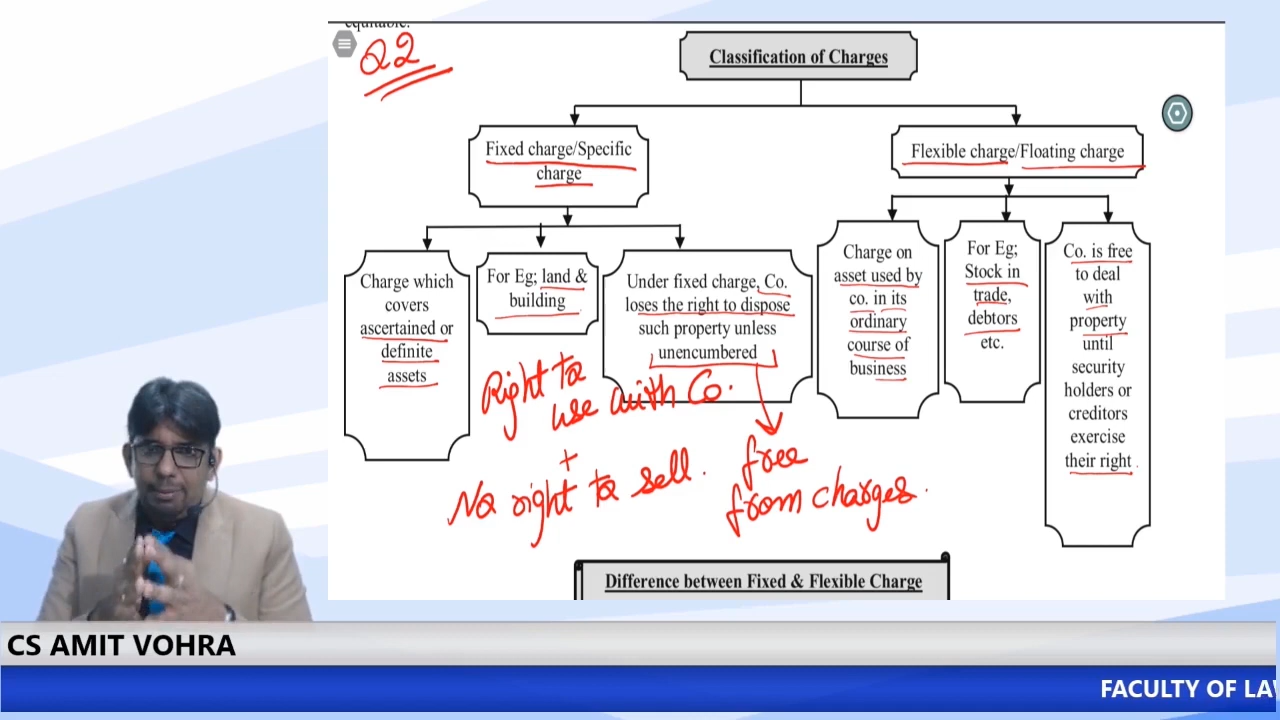 equitable.
Q2
Classification of Charges
Fixed charge/Specific
charge
Flexible charge/Floating charge
Charge which
covers
ascertained or
definite
assets
For Eg; land &
building
Under fixed charge, Co.
loses the right to dispose
such property unless
unencumbered
Charge on
asset used by
co. in its
ordinary
course of
business
For Eg;
Stock in
trade,
debtors
etc.
Co. is free
to deal
with
property
until
security
holders or
creditors
exercise
their right.
Right to
use with Co.
+
No right to sell.
free
from charges.
Difference between Fixed & Flexible Charge
CS AMIT VOHRA
FACULTY OF LAW